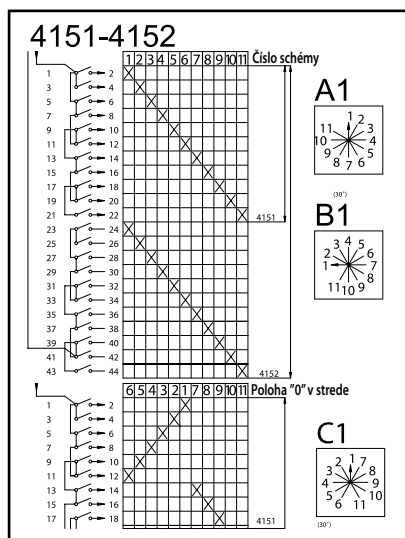 4151-4152
1 2 3 4 5 6 7 8 9 10 11 Číslo schémy
1 2
3 4
5 6
7 8
9 10
11 12
13 14
15 16
17 18
19 20
21 22 4151
23 24
25 26
27 28
29 30
31 32
33 34
35 36
37 38
39 40
41 42
43 44 4152
6 5 4 3 2 1 7 8 9 10 11 Poloha "0" v strede
1 2
3 4
5 6
7 8
9 10
11 12
13 14
15 16
17 18 4151
A1
1 2 3 4 5 6 7 8 9 10 11
(30°)
B1
1 2 3 4 5 6 7 8 9 10 11
C1
6 5 4 3 2 1 7 8 9 10 11
(30°)